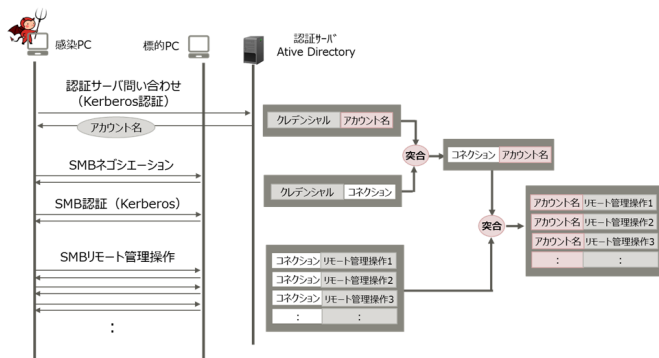 感染PC
標的PC
認証サーバ
Ative Directory
認証サーバ問い合わせ
(Kerberos認証)
アカウント名
SMBネゴシエーション
SMB認証(Kerberos)
SMBリモート管理操作
:
クレデンシャル アカウント名
クレデンシャル コネクション
突合
コネクション アカウント名
コネクション リモート管理操作1
コネクション リモート管理操作2
コネクション リモート管理操作3
: :
突合
アカウント名 リモート管理操作1
アカウント名 リモート管理操作2
アカウント名 リモート管理操作3
: :